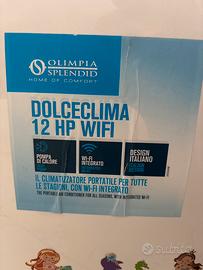 OLIMPIA
SPLENDID
HOME OF COMFORT
DOLCECLIMA
12 HP WIFI
POMPA
DI CALORE
WI-FI
INTEGRATO
DESIGN
ITALIANO
IL CLIMATIZZATORE PORTATILE PER TUTTE
LE STAGIONI, CON WI-FI INTEGRATO
THE PORTABLE AIR CONDITIONER FOR ALL SEASONS, WITH INTEGRATED WI-FI
subito